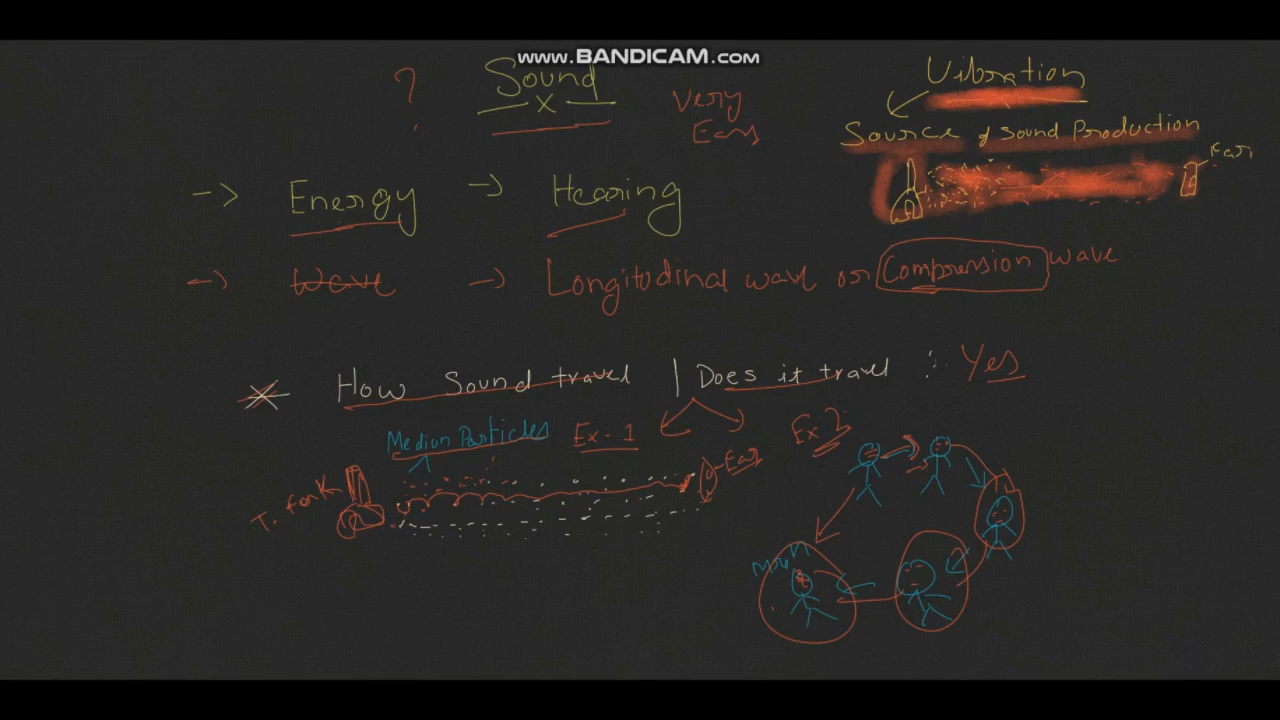 www.BANDICAM.com
? Sound
x
Very
Easy
Vibration
Source of Sound Production
Ear
-> Energy -> Hearing
-> Wave -> Longitudinal wave or Compression wave
How Sound travel | Does it travel : Yes
Medium Particles Ex-1 Ex 2
T. fork
Ear